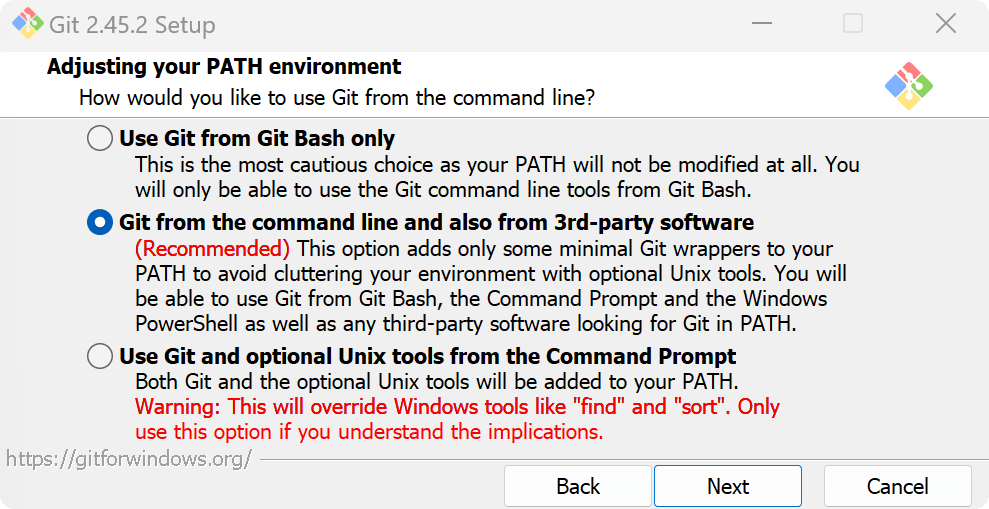 Git 2.45.2 Setup
Adjusting your PATH environment
How would you like to use Git from the command line?
Use Git from Git Bash only
This is the most cautious choice as your PATH will not be modified at all. You
will only be able to use the Git command line tools from Git Bash.
Git from the command line and also from 3rd-party software
(Recommended) This option adds only some minimal Git wrappers to your
PATH to avoid cluttering your environment with optional Unix tools. You will
be able to use Git from Git Bash, the Command Prompt and the Windows
PowerShell as well as any third-party software looking for Git in PATH.
Use Git and optional Unix tools from the Command Prompt
Both Git and the optional Unix tools will be added to your PATH.
Warning: This will override Windows tools like "find" and "sort". Only
use this option if you understand the implications.
https://gitforwindows.org/
Back Next Cancel